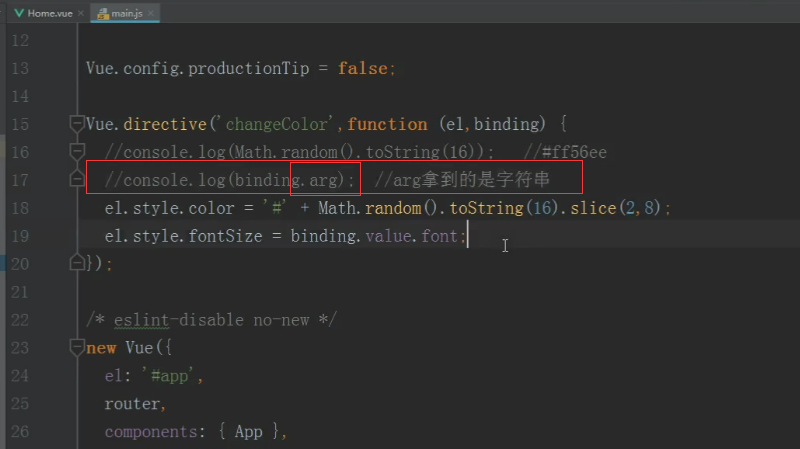 Home.vue main.js
12
13 Vue.config.productionTip = false;
14
15 Vue.directive('changeColor',function (el,binding) {
16 //console.log(Math.random().toString(16)); //#ff56ee
17 //console.log(binding.arg); //arg拿到的是字符串
18 el.style.color = '#' + Math.random().toString(16).slice(2,8);
19 el.style.fontSize = binding.value.font;
20 });
21
22 /* eslint-disable no-new */
23 new Vue({
24 el: '#app',
25 router,
26 components: { App },